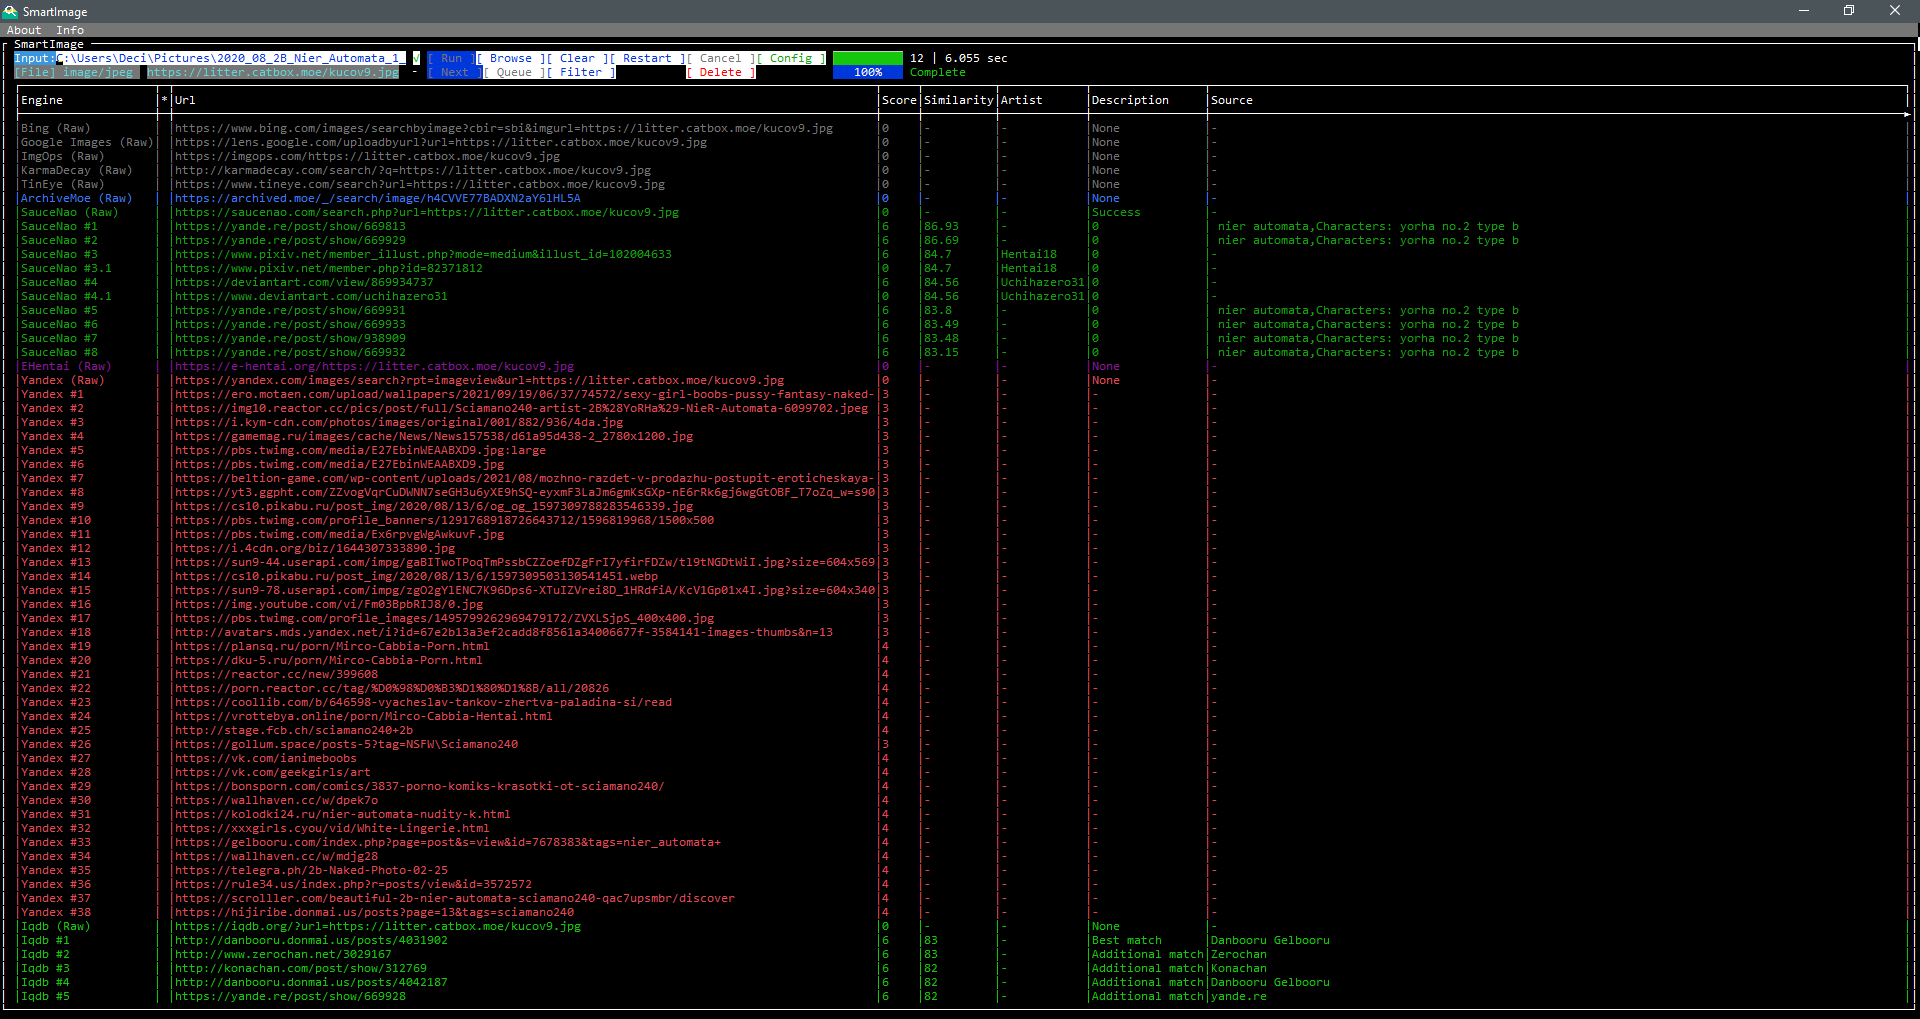 SmartImage
About Info
SmartImage
Input:C:\Users\Deci\Pictures\2020_08_2B_Nier_Automata_1_ √ [ Run ][ Browse ][ Clear ][ Restart ][ Cancel ][ Config ] 12 | 6.055 sec
[File] image/jpeg https://litter.catbox.moe/kucov9.jpg - [ Next ][ Queue ][ Filter ] [ Delete ] 100% Complete
Engine * Url Score Similarity Artist Description Source
Bing (Raw) https://www.bing.com/images/searchbyimage?cbir=sbi&imgurl=https://litter.catbox.moe/kucov9.jpg 0 - - None -
Google Images (Raw) https://lens.google.com/uploadbyurl?url=https://litter.catbox.moe/kucov9.jpg 0 - - None -
ImgOps (Raw) https://imgops.com/https://litter.catbox.moe/kucov9.jpg 0 - - None -
KarmaDecay (Raw) http://karmadecay.com/search/?q=https://litter.catbox.moe/kucov9.jpg 0 - - None -
TinEye (Raw) https://www.tineye.com/search?url=https://litter.catbox.moe/kucov9.jpg 0 - - None -
ArchiveMoe (Raw) https://archived.moe/_/search/image/h4CVVE77BADXN2aY6lHL5A 0 - - None -
SauceNao (Raw) https://saucenao.com/search.php?url=https://litter.catbox.moe/kucov9.jpg 0 - - Success -
SauceNao #1 https://yande.re/post/show/669813 6 86.93 - 0 nier automata,Characters: yorha no.2 type b
SauceNao #2 https://yande.re/post/show/669929 6 86.69 - 0 nier automata,Characters: yorha no.2 type b
SauceNao #3 https://www.pixiv.net/member_illust.php?mode=medium&illust_id=102004633 6 84.7 Hentai18 0 -
SauceNao #3.1 https://www.pixiv.net/member.php?id=82371812 6 84.7 Hentai18 0 -
SauceNao #4 https://deviantart.com/view/869934737 6 84.56 Uchihazero31 0 -
SauceNao #4.1 https://www.deviantart.com/uchihazero31 6 84.56 Uchihazero31 0 -
SauceNao #5 https://yande.re/post/show/669931 6 83.8 - 0 nier automata,Characters: yorha no.2 type b
SauceNao #6 https://yande.re/post/show/669933 6 83.49 - 0 nier automata,Characters: yorha no.2 type b
SauceNao #7 https://yande.re/post/show/938909 6 83.48 - 0 nier automata,Characters: yorha no.2 type b
SauceNao #8 https://yande.re/post/show/669932 6 83.15 - 0 nier automata,Characters: yorha no.2 type b
EHentai (Raw) https://e-hentai.org/https://litter.catbox.moe/kucov9.jpg 0 - - None -
Yandex (Raw) https://yandex.com/images/search?rpt=imageview&url=https://litter.catbox.moe/kucov9.jpg 0 - - None -
Yandex #1 https://ero.motaen.com/upload/wallpapers/2021/09/19/06/37/74572/sexy-girl-boobs-pussy-fantasy-naked- 3 - - - -
Yandex #2 https://img10.reactor.cc/pics/post/full/Sciamano240-artist-2B%28YoRHa%29-NieR-Automata-6099702.jpeg 3 - - - -
Yandex #3 https://i.kym-cdn.com/photos/images/original/001/882/936/4da.jpg 3 - - - -
Yandex #4 https://gamemag.ru/images/cache/News/News157538/d61a95d438-2_2780x1200.jpg 3 - - - -
Yandex #5 https://pbs.twimg.com/media/E27EbinWEAABXD9.jpg:large 3 - - - -
Yandex #6 https://pbs.twimg.com/media/E27EbinWEAABXD9.jpg 3 - - - -
Yandex #7 https://beltion-game.com/wp-content/uploads/2021/08/mozhno-razdet-v-prodazhu-postupit-eroticheskaya- 3 - - - -
Yandex #8 https://yt3.ggpht.com/ZZvogVqrCuDWNN7seGH3u6yXE9hSQ-eyxmF3LaJm6gmKsGXp-nE6rRk6gj6wgGtOBF_T7oZq_w=s90 3 - - - -
Yandex #9 https://cs10.pikabu.ru/post_img/2020/08/13/6/og_og_1597309788283546339.jpg 3 - - - -
Yandex #10 https://pbs.twimg.com/profile_banners/1291768918726643712/1596819968/1500x500 3 - - - -
Yandex #11 https://pbs.twimg.com/media/Ex6rpvgWgAwkuvF.jpg 3 - - - -
Yandex #12 https://i.4cdn.org/biz/1644307333890.jpg 3 - - - -
Yandex #13 https://sun9-44.userapi.com/impg/gaBITwoTPoqTmPssbCZZoefDZgFrI7yfirFDZw/tl9tNGDtWiI.jpg?size=604x569 3 - - - -
Yandex #14 https://cs10.pikabu.ru/post_img/2020/08/13/6/1597309503130541451.webp 3 - - - -
Yandex #15 https://sun9-78.userapi.com/impg/zgO2gYlENC7K96Dps6-XTuIZVrei8D_1HRdfiA/KcV1Gp01x4I.jpg?size=604x340 3 - - - -
Yandex #16 https://img.youtube.com/vi/Fm03BpbRIJ8/0.jpg 3 - - - -
Yandex #17 https://pbs.twimg.com/profile_images/1495799262969479172/ZVXLSjpS_400x400.jpg 3 - - - -
Yandex #18 http://avatars.mds.yandex.net/i?id=67e2b13a3ef2cadd8f8561a34006677f-3584141-images-thumbs&n=13 3 - - - -
Yandex #19 https://plansq.ru/porn/Mirco-Cabbia-Porn.html 4 - - - -
Yandex #20 https://dku-5.ru/porn/Mirco-Cabbia-Porn.html 4 - - - -
Yandex #21 https://reactor.cc/new/399608 4 - - - -
Yandex #22 https://porn.reactor.cc/tag/%D0%98%D0%B3%D1%80%D1%8B/all/20826 4 - - - -
Yandex #23 https://coollib.com/b/646598-vyacheslav-tankov-zhertva-paladina-si/read 4 - - - -
Yandex #24 https://vrottebya.online/porn/Mirco-Cabbia-Hentai.html 4 - - - -
Yandex #25 http://stage.fcb.ch/sciamano240+2b 4 - - - -
Yandex #26 https://gollum.space/posts-5?tag=NSFW\Sciamano240 3 - - - -
Yandex #27 https://vk.com/ianimeboobs 4 - - - -
Yandex #28 https://vk.com/geekgirls/art 4 - - - -
Yandex #29 https://bonsporn.com/comics/3837-porno-komiks-krasotki-ot-sciamano240/ 4 - - - -
Yandex #30 https://wallhaven.cc/w/dpek7o 4 - - - -
Yandex #31 https://kolodki24.ru/nier-automata-nudity-k.html 4 - - - -
Yandex #32 https://xxxgirls.cyou/vid/White-Lingerie.html 4 - - - -
Yandex #33 https://gelbooru.com/index.php?page=post&s=view&id=7678383&tags=nier_automata+ 4 - - - -
Yandex #34 https://wallhaven.cc/w/mdjg28 4 - - - -
Yandex #35 https://telegra.ph/2b-Naked-Photo-02-25 4 - - - -
Yandex #36 https://rule34.us/index.php?r=posts/view&id=3572572 4 - - - -
Yandex #37 https://scrolller.com/beautiful-2b-nier-automata-sciamano240-qac7upsmbr/discover 4 - - - -
Yandex #38 https://hijiribe.donmai.us/posts?page=13&tags=sciamano240 4 - - - -
Iqdb (Raw) https://iqdb.org/?url=https://litter.catbox.moe/kucov9.jpg 0 - - None -
Iqdb #1 http://danbooru.donmai.us/posts/4031902 6 83 - Best match Danbooru Gelbooru
Iqdb #2 http://www.zerochan.net/3029167 6 83 - Additional match Zerochan
Iqdb #3 http://konachan.com/post/show/312769 6 82 - Additional match Konachan
Iqdb #4 http://danbooru.donmai.us/posts/4042187 6 82 - Additional match Danbooru Gelbooru
Iqdb #5 https://yande.re/post/show/669928 6 82 - Additional match yande.re